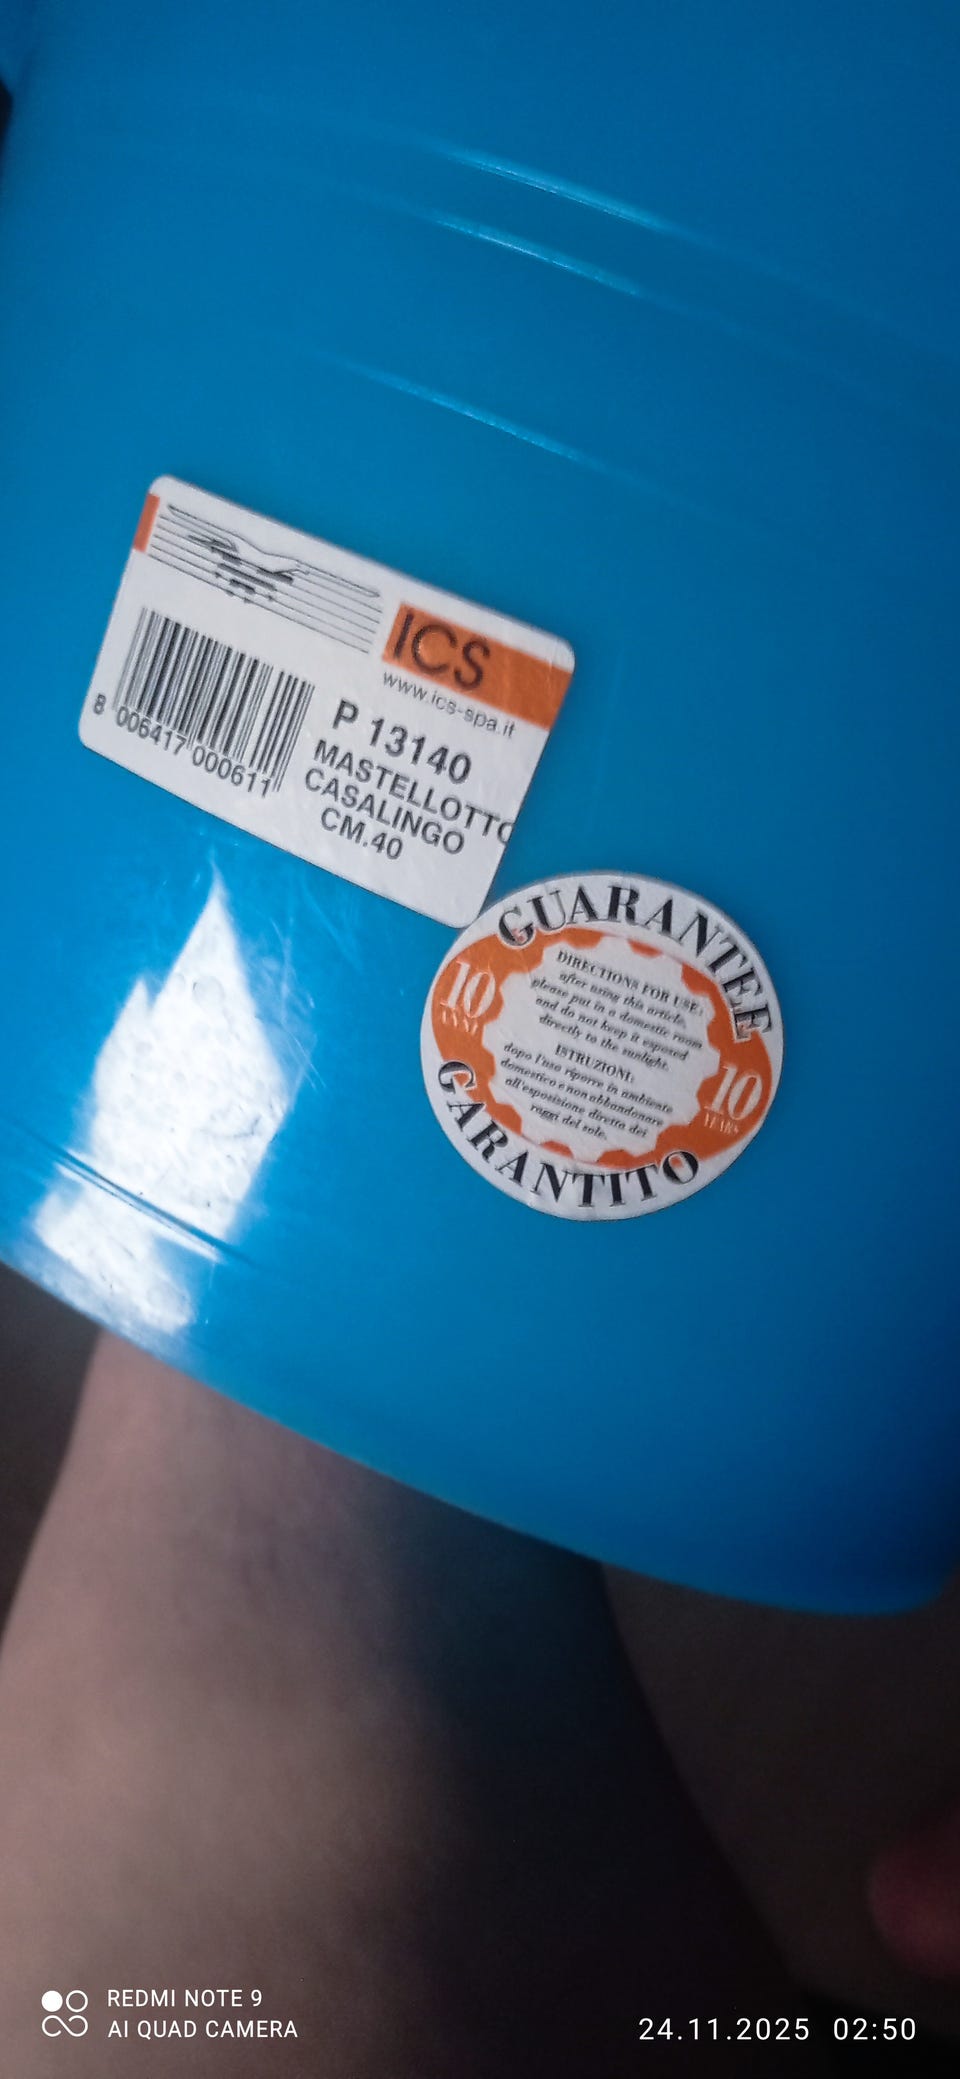 ICS
www.ics-spa.it
P 13140
MASTELLOTTO
CASALINGO
CM.40
8 006417 000611
GUARANTEE
10
ANNI
DIRECTIONS FOR USE:
after using this article,
please put in a domestic room
and do not keep it exposed
directly to the sunlight.
ISTRUZIONI:
dopo l'uso riporre in ambiente
domestico e non abbandonare
all'esposizione diretta dei
raggi del sole.
10
YEARS
GARANTITO
REDMI NOTE 9
AI QUAD CAMERA
24.11.2025 02:50